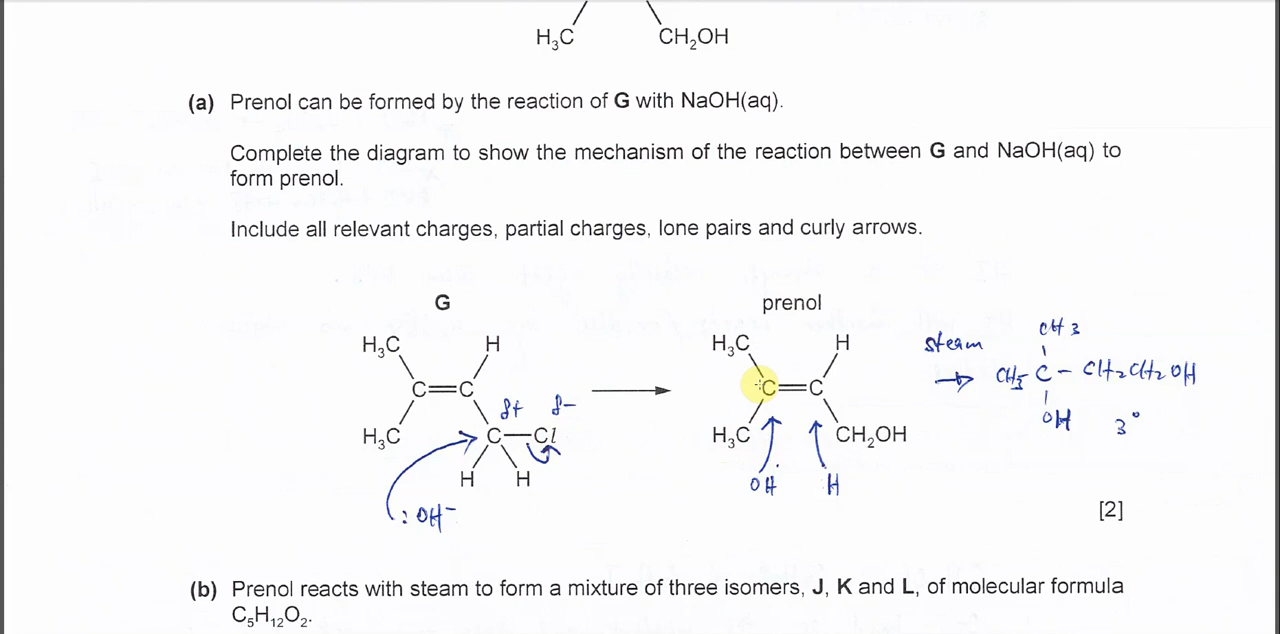 H₃C CH₂OH
(a) Prenol can be formed by the reaction of G with NaOH(aq).
Complete the diagram to show the mechanism of the reaction between G and NaOH(aq) to
form prenol.
Include all relevant charges, partial charges, lone pairs and curly arrows.
G prenol
CH3
H₃C H H₃C H steam
C=C C=C → CH3 C – CH2CH2OH
δ+ δ− OH 3°
H₃C C–Cl H₃C CH₂OH
H H OH H
:OH⁻ [2]
(b) Prenol reacts with steam to form a mixture of three isomers, J, K and L, of molecular formula
C₅H₁₂O₂.